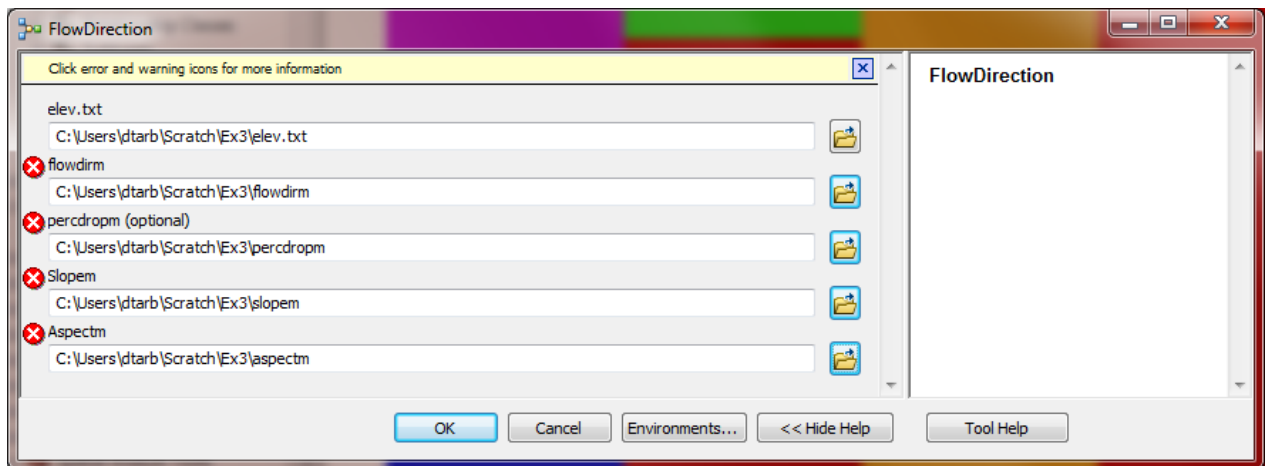 FlowDirection
Click error and warning icons for more information
elev.txt
C:\Users\dtarb\Scratch\Ex3\elev.txt
flowdirm
C:\Users\dtarb\Scratch\Ex3\flowdirm
percdropm (optional)
C:\Users\dtarb\Scratch\Ex3\percdropm
Slopem
C:\Users\dtarb\Scratch\Ex3\slopem
Aspectm
C:\Users\dtarb\Scratch\Ex3\aspectm
FlowDirection
OK Cancel Environments... << Hide Help Tool Help